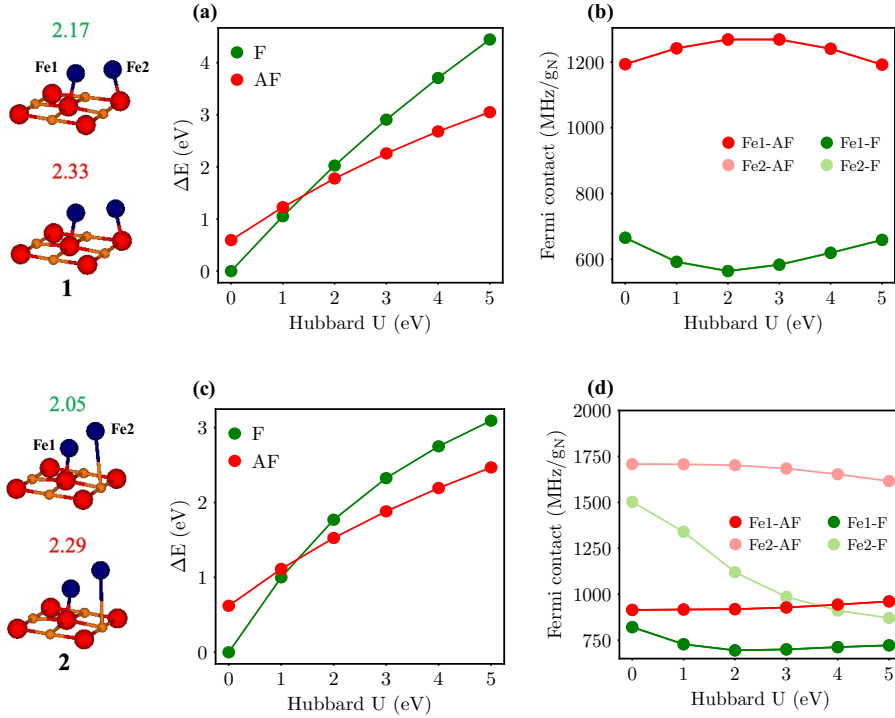 2.17
Fe1 Fe2
2.33
1
(a)
F
AF
ΔE (eV)
4
3
2
1
0
0 1 2 3 4 5
Hubbard U (eV)
(b)
Fermi contact (MHz/g_N)
1200
1000
800
600
Fe1-AF Fe1-F
Fe2-AF Fe2-F
0 1 2 3 4 5
Hubbard U (eV)
2.05
Fe1 Fe2
2.29
2
(c)
F
AF
ΔE (eV)
3
2
1
0
0 1 2 3 4 5
Hubbard U (eV)
(d)
Fermi contact (MHz/g_N)
2000
1750
1500
1250
1000
750
Fe1-AF Fe1-F
Fe2-AF Fe2-F
0 1 2 3 4 5
Hubbard U (eV)